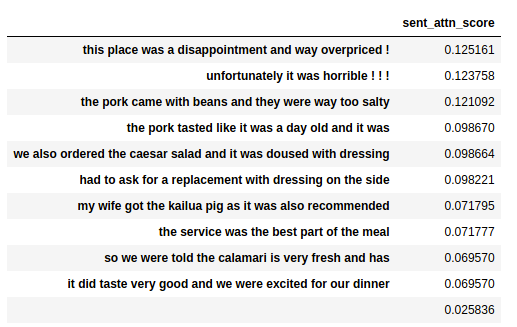 sent_attn_score
this place was a disappointment and way overpriced ! 0.125161
unfortunately it was horrible ! ! ! 0.123758
the pork came with beans and they were way too salty 0.121092
the pork tasted like it was a day old and it was 0.098670
we also ordered the caesar salad and it was doused with dressing 0.098664
had to ask for a replacement with dressing on the side 0.098221
my wife got the kailua pig as it was also recommended 0.071795
the service was the best part of the meal 0.071777
so we were told the calamari is very fresh and has 0.069570
it did taste very good and we were excited for our dinner 0.069570
0.025836